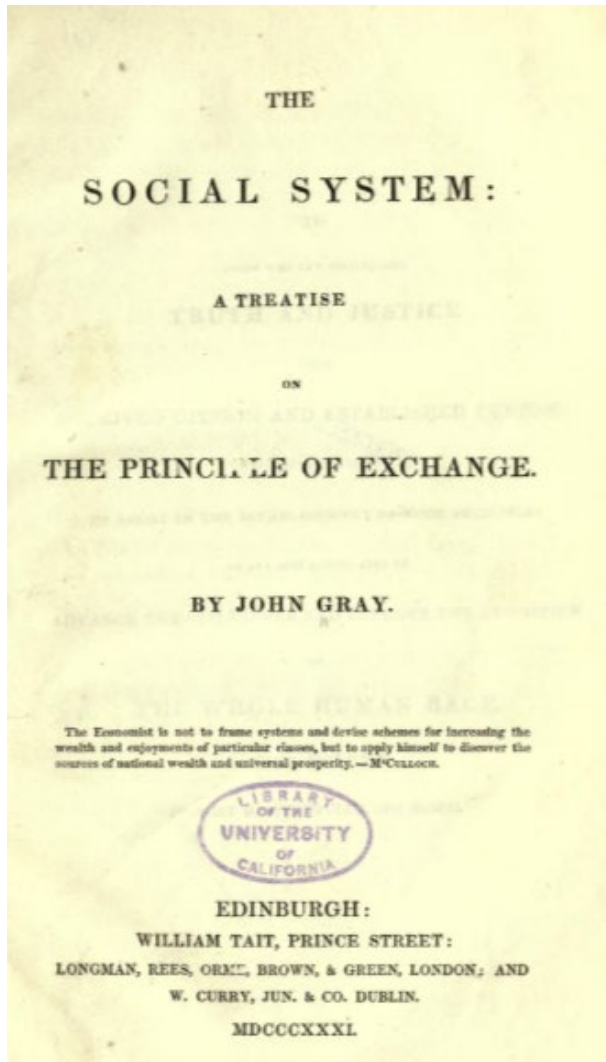 THE
SOCIAL SYSTEM:
A TREATISE
ON
THE PRINCIPLE OF EXCHANGE.
BY JOHN GRAY.
The Economist is not to frame systems and devise schemes for increasing the
wealth and enjoyments of particular classes, but to apply himself to discover the
sources of national wealth and universal prosperity.—MᶜCULLOCH.
LIBRARY
OF THE
UNIVERSITY
OF
CALIFORNIA
EDINBURGH:
WILLIAM TAIT, PRINCE STREET:
LONGMAN, REES, ORME, BROWN, & GREEN, LONDON; AND
W. CURRY, JUN. & CO. DUBLIN.
MDCCCXXXI.